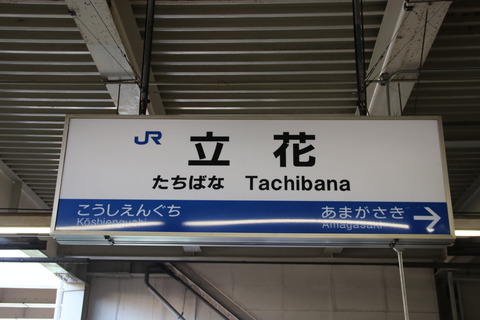 JR 立花
たちばな Tachibana
こうしえんぐち あまがさき →
Kōshienguchi Amagasaki